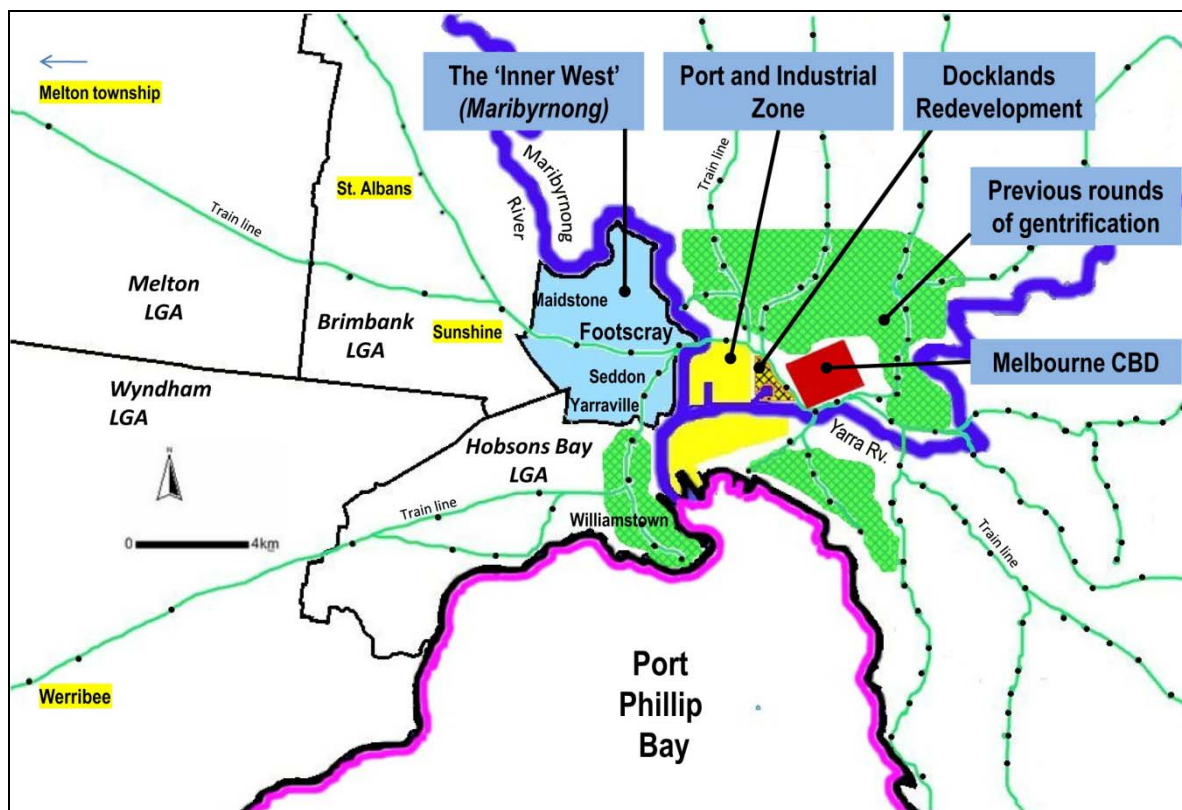 Melton township
The 'Inner West'
(Maribyrnong)
Port and Industrial
Zone
Docklands
Redevelopment
St. Albans
Train line
Maribyrnong
River
Train line
Previous rounds
of gentrification
Melton
LGA
Brimbank
LGA
Sunshine
Maidstone
Footscray
Melbourne CBD
Seddon
Yarraville
Wyndham
LGA
Hobsons Bay
LGA
Yarra Rv.
N
Train line
Williamstown
Train line
0 4km
Werribee
Port
Phillip
Bay